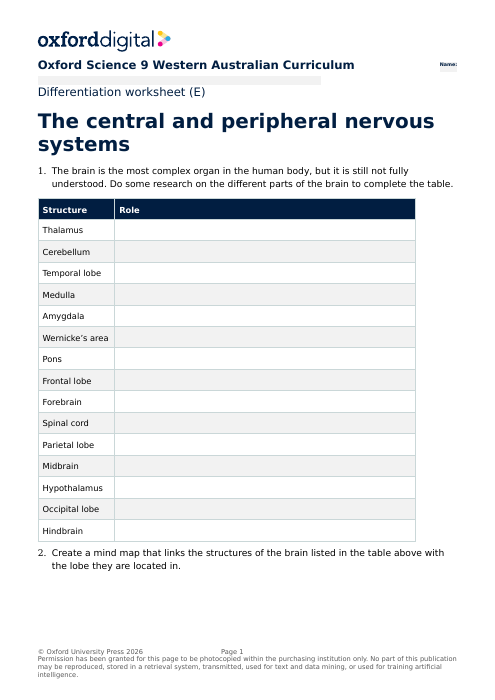 oxforddigital
Oxford Science 9 Western Australian Curriculum
Name:
Differentiation worksheet (E)
The central and peripheral nervous
systems
1. The brain is the most complex organ in the human body, but it is still not fully
understood. Do some research on the different parts of the brain to complete the table.
Structure Role
Thalamus
Cerebellum
Temporal lobe
Medulla
Amygdala
Wernicke’s area
Pons
Frontal lobe
Forebrain
Spinal cord
Parietal lobe
Midbrain
Hypothalamus
Occipital lobe
Hindbrain
2. Create a mind map that links the structures of the brain listed in the table above with
the lobe they are located in.
© Oxford University Press 2026 Page 1
Permission has been granted for this page to be photocopied within the purchasing institution only. No part of this publication
may be reproduced, stored in a retrieval system, transmitted, used for text and data mining, or used for training artificial
intelligence.